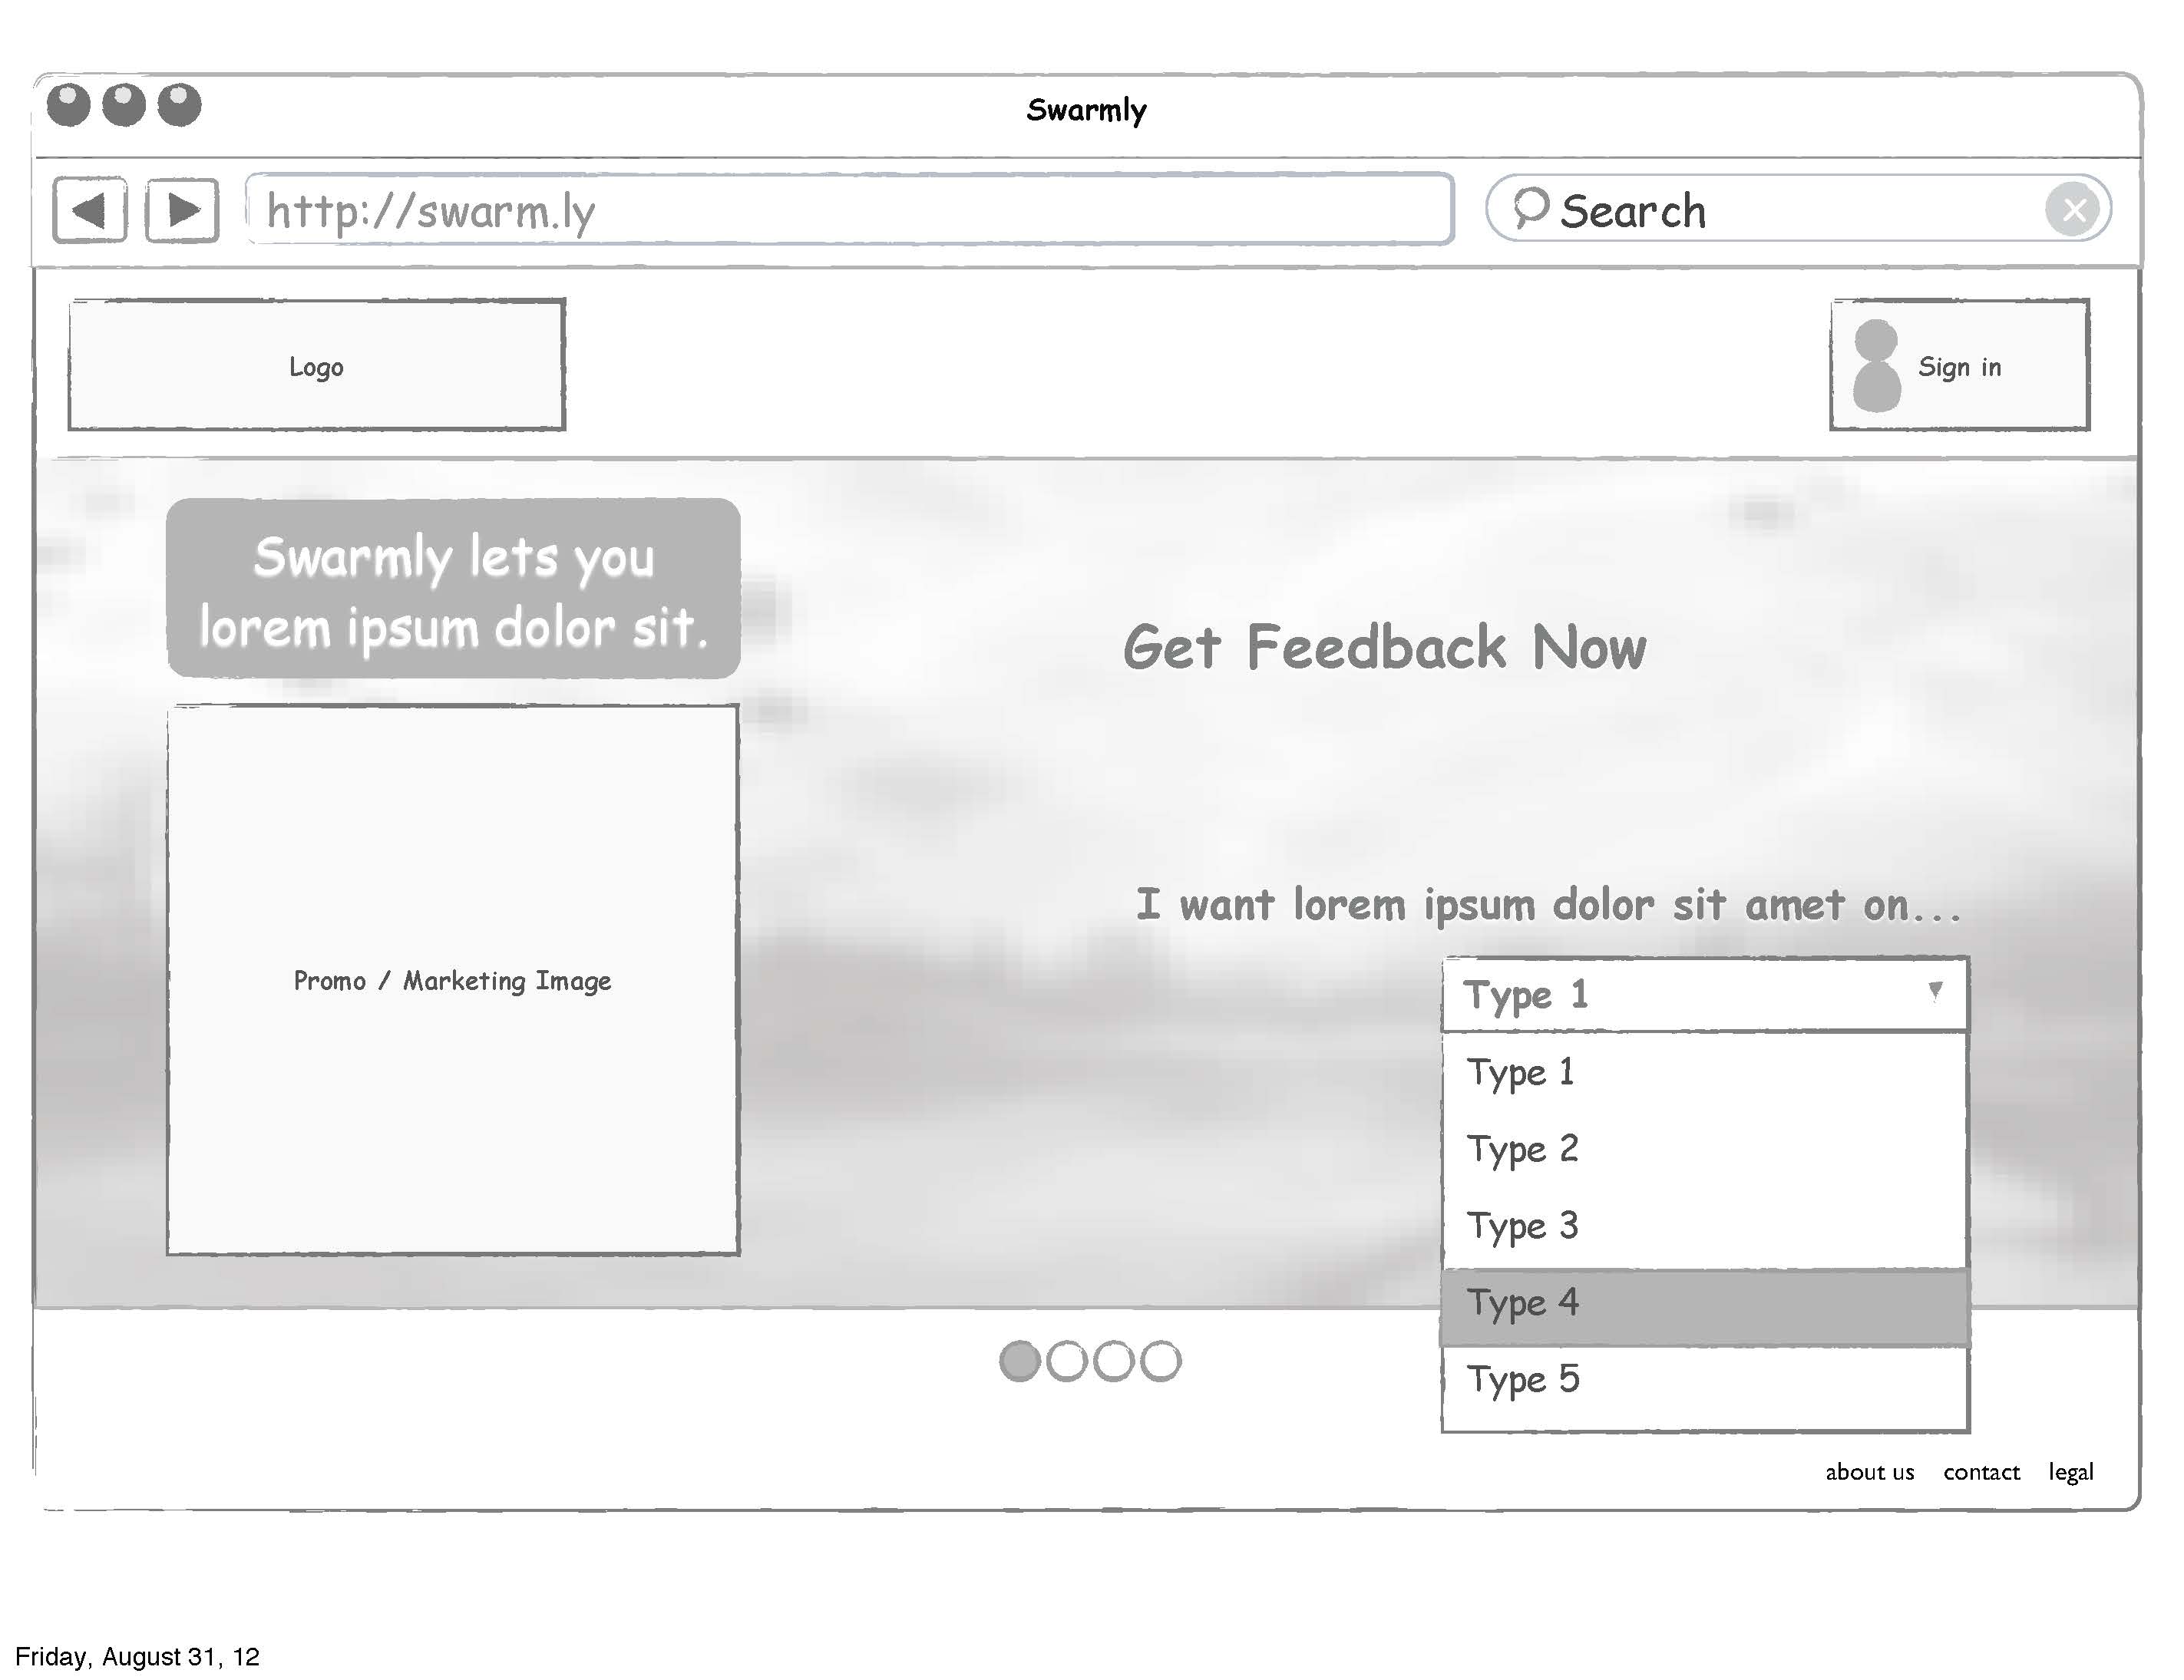 Swarmly
http://swarm.ly
Search
Logo
Sign in
Swarmly lets you
lorem ipsum dolor sit.
Get Feedback Now
Promo / Marketing Image
I want lorem ipsum dolor sit amet on...
Type 1
Type 1
Type 2
Type 3
Type 4
Type 5
about us contact legal
Friday, August 31, 12